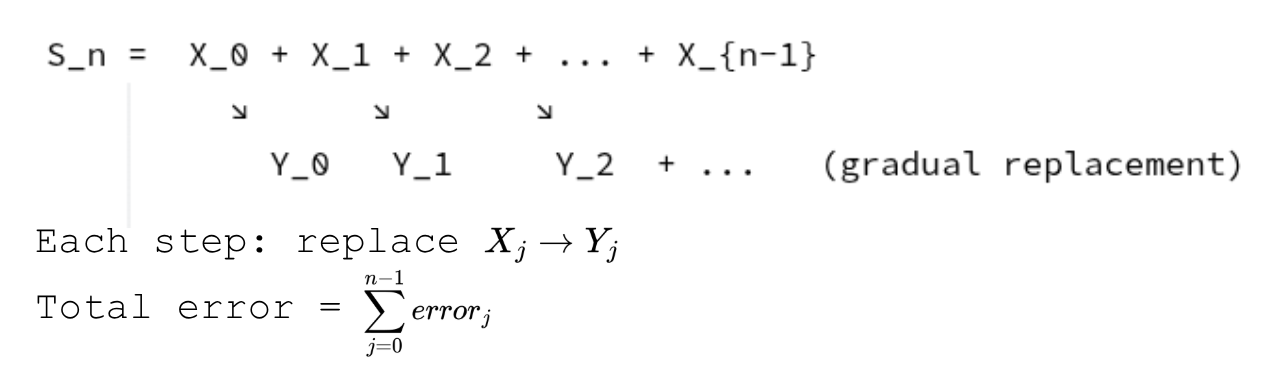 S_n = X_0 + X_1 + X_2 + ... + X_{n-1}
↘ ↘ ↘
Y_0 Y_1 Y_2 + ... (gradual replacement)
Each step: replace X_j → Y_j
Total error = \sum_{j=0}^{n-1} error_j